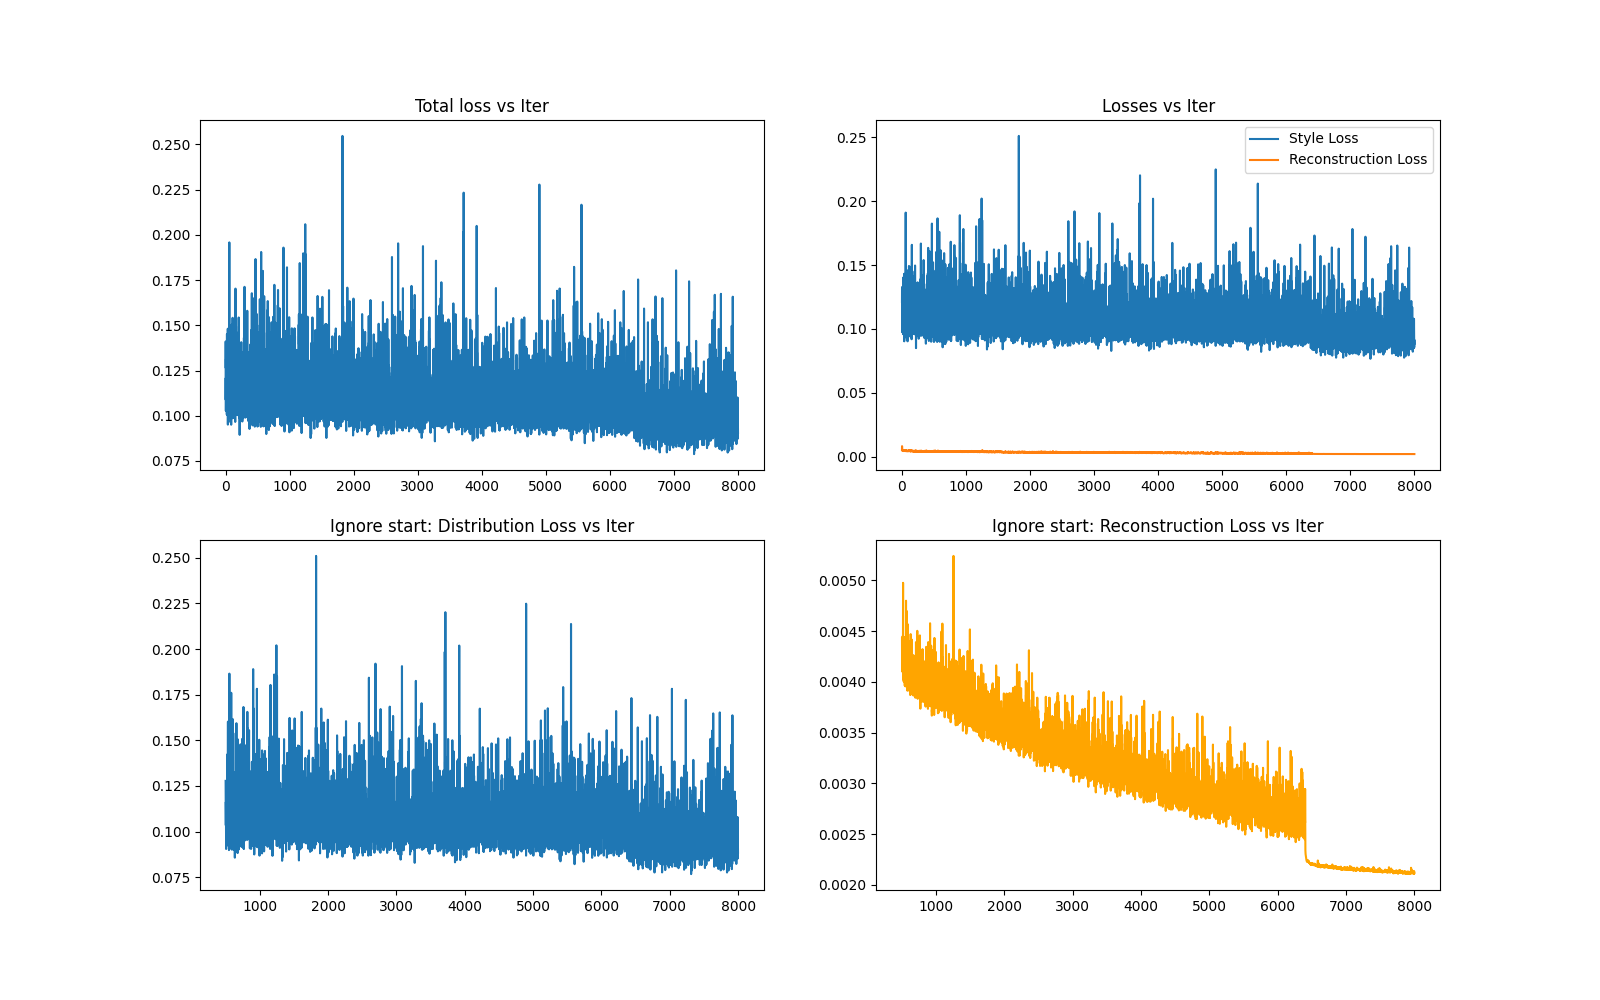 Total loss vs Iter
0.250
0.225
0.200
0.175
0.150
0.125
0.100
0.075
0 1000 2000 3000 4000 5000 6000 7000 8000
Losses vs Iter
Style Loss
Reconstruction Loss
0.25
0.20
0.15
0.10
0.05
0.00
0 1000 2000 3000 4000 5000 6000 7000 8000
Ignore start: Distribution Loss vs Iter
0.250
0.225
0.200
0.175
0.150
0.125
0.100
0.075
1000 2000 3000 4000 5000 6000 7000 8000
Ignore start: Reconstruction Loss vs Iter
0.0050
0.0045
0.0040
0.0035
0.0030
0.0025
0.0020
1000 2000 3000 4000 5000 6000 7000 8000